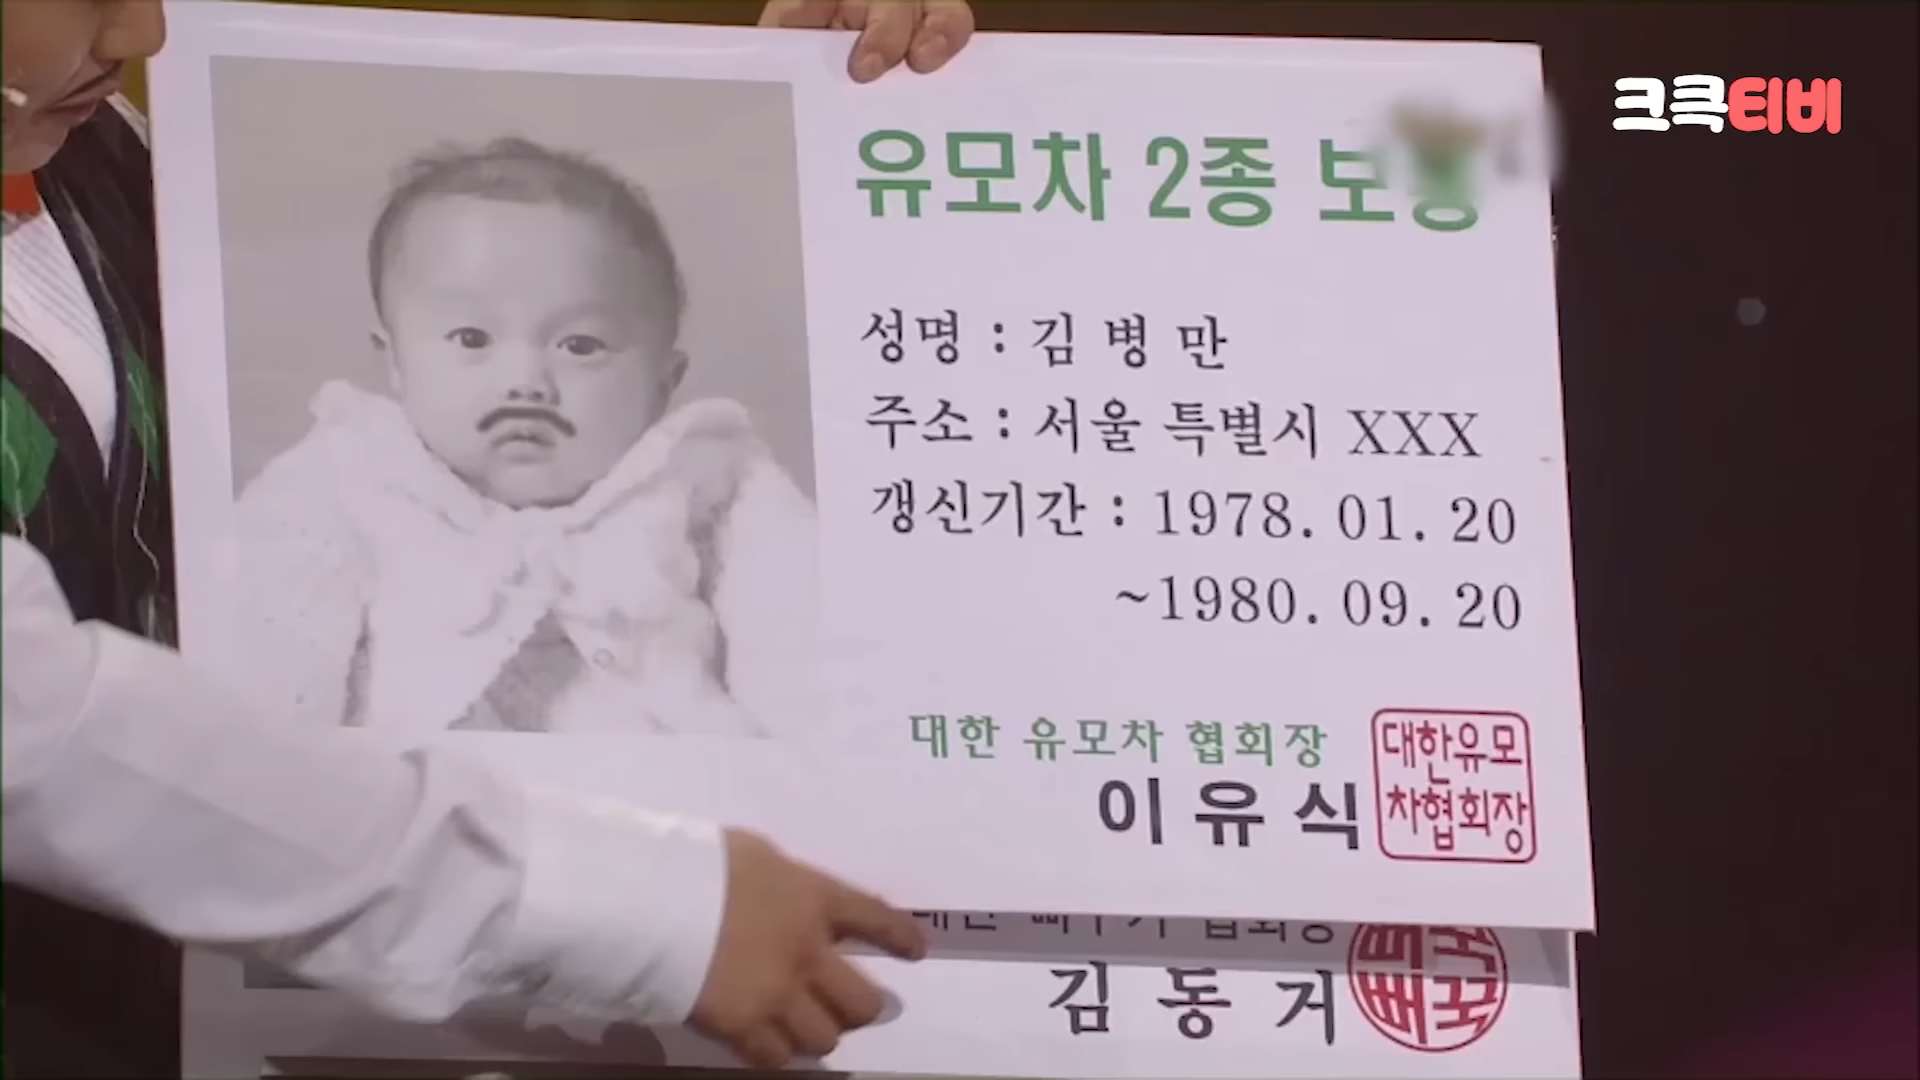 크큭티비
유모차 2종 보통
성명 : 김 병 만
주소 : 서울 특별시 XXX
갱신기간 : 1978. 01. 20
~1980. 09. 20
대한 유모차 협회장
이 유 식
대한유모
차협회장
김 동 거